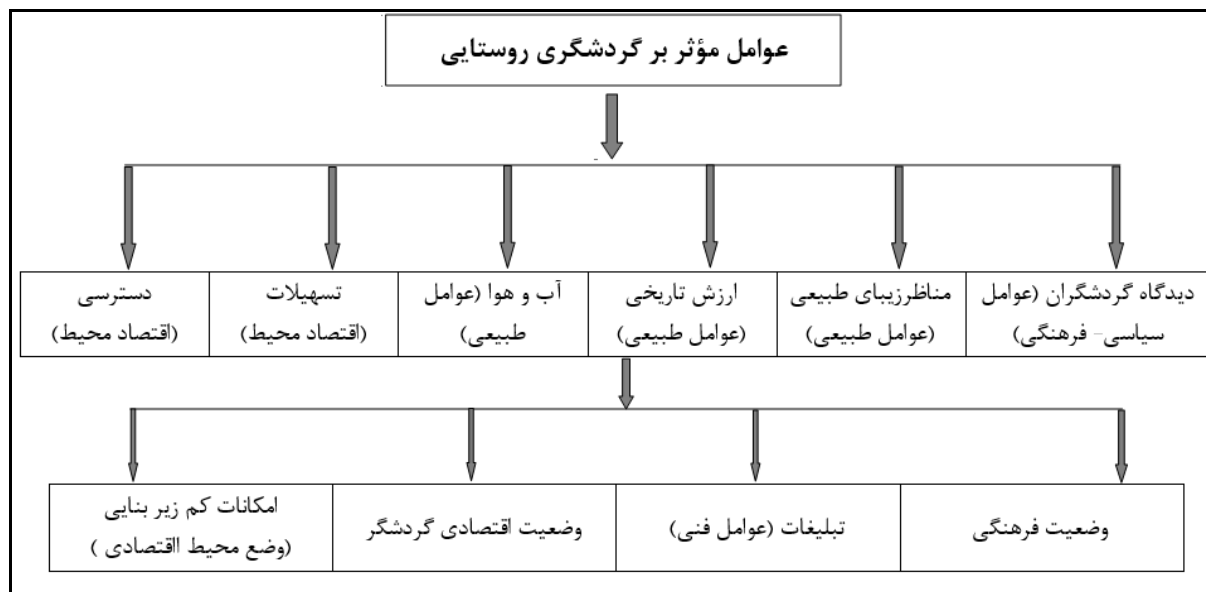 عوامل مؤثر بر گردشگری روستایی
دیدگاه گردشگران (عوامل
سیاسی- فرهنگی)
مناظرزیبای طبیعی
(عوامل طبیعی)
ارزش تاریخی
(عوامل طبیعی)
آب و هوا (عوامل
طبیعی)
تسهیلات
(اقتصاد محیط)
دسترسی
(اقتصاد محیط)
وضعیت فرهنگی
تبلیغات (عوامل فنی)
وضعیت اقتصادی گردشگر
امکانات کم زیر بنایی
(وضع محیط ااقتصادی )